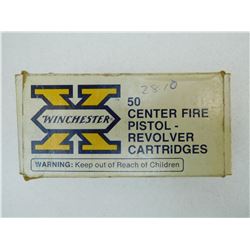 2810
50
X
WINCHESTER
CENTER FIRE
PISTOL -
REVOLVER
CARTRIDGES
WARNING: Keep out of Reach of Children